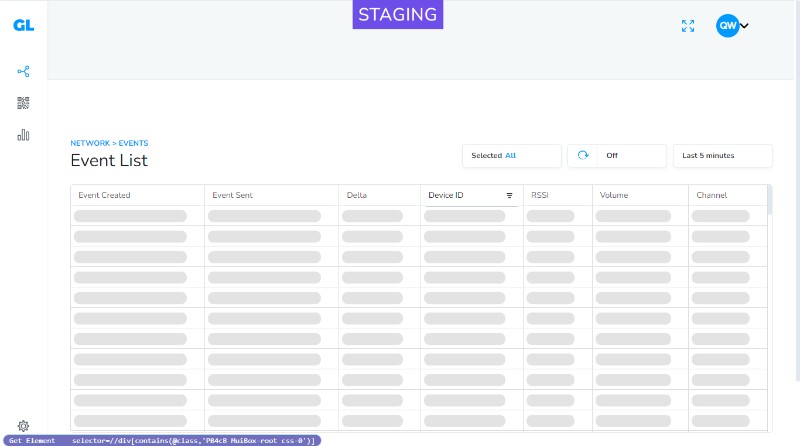 STAGING
GL
QW
NETWORK > EVENTS
Event List
Selected All
Off
Last 5 minutes
Event Created Event Sent Delta Device ID RSSI Volume Channel
Get Element selector=//div[contains(@class,'PB4cB MuiBox-root css-0')]